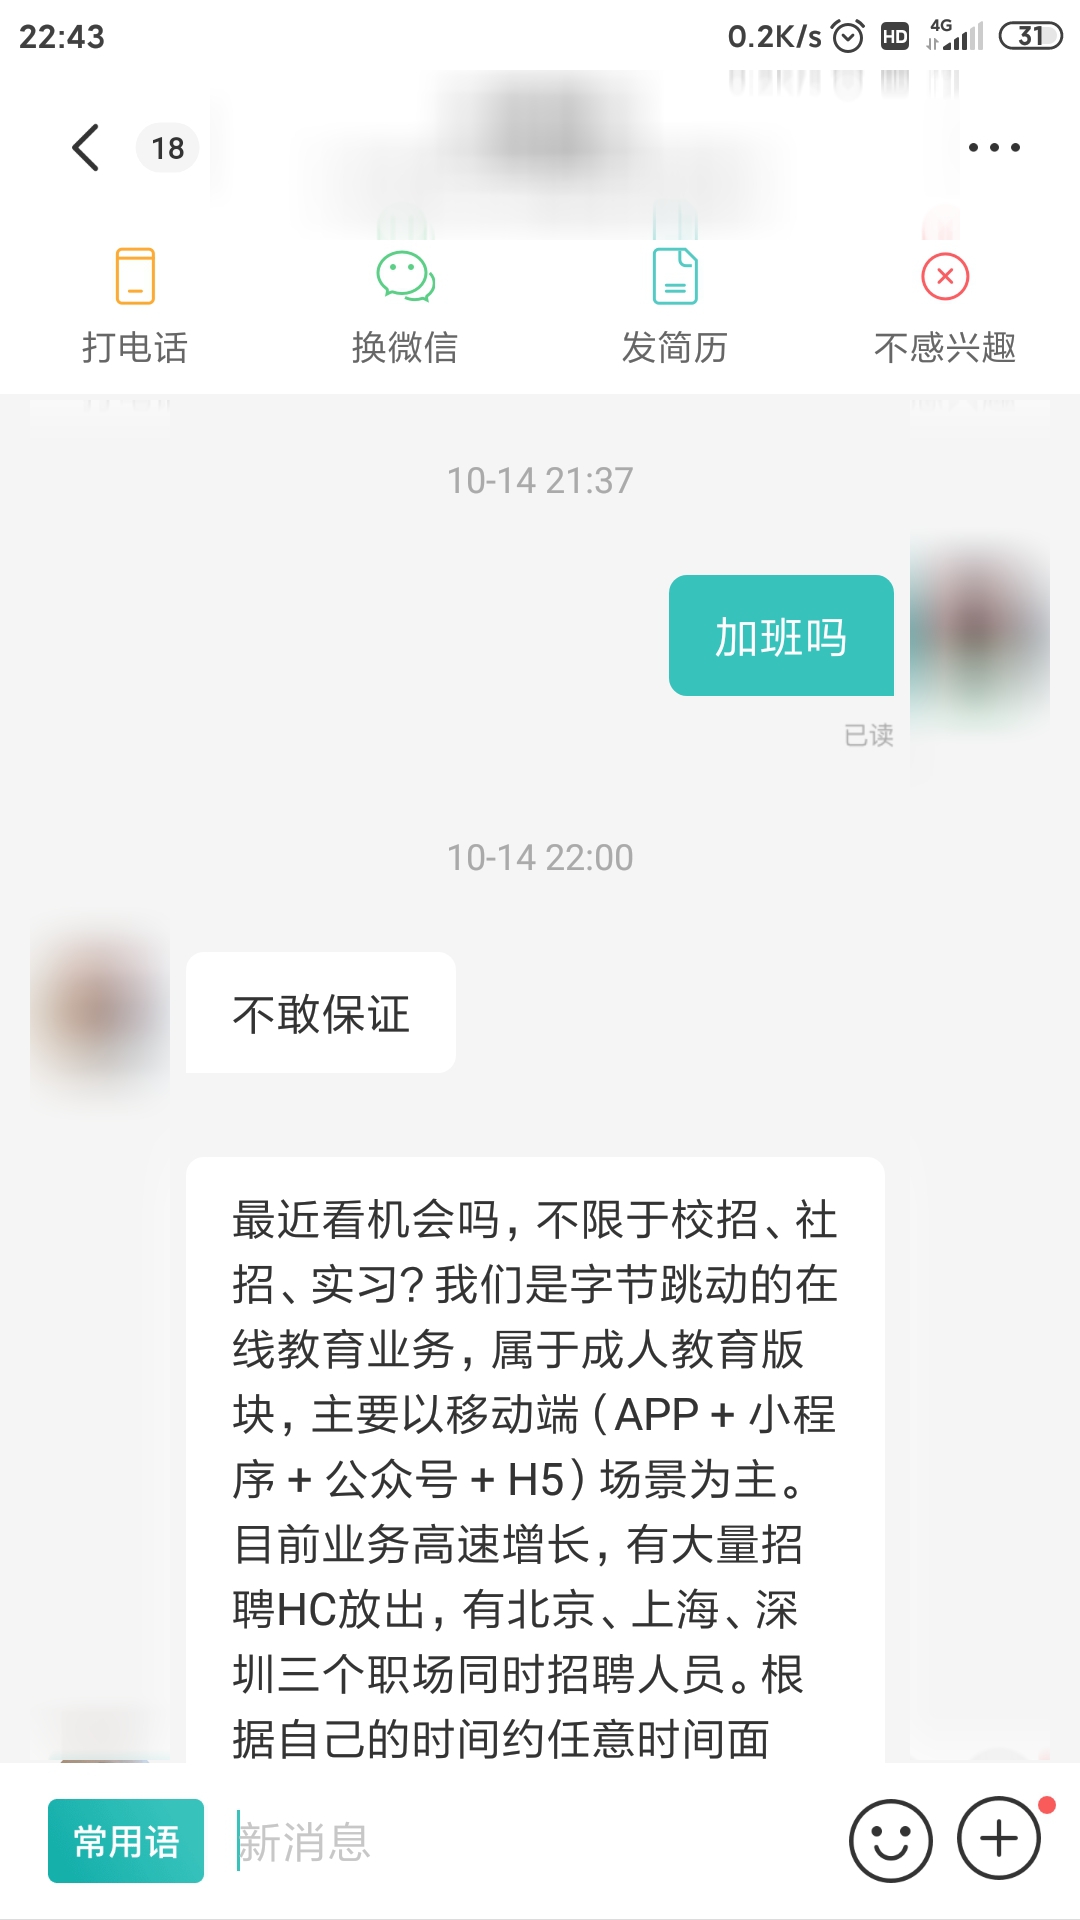 22:43
0.2K/s HD 4G 31
18
打电话 换微信 发简历 不感兴趣
10-14 21:37
加班吗
已读
10-14 22:00
不敢保证
最近看机会吗，不限于校招、社
招、实习？我们是字节跳动的在
线教育业务，属于成人教育版
块，主要以移动端（APP + 小程
序 + 公众号 + H5）场景为主。
目前业务高速增长，有大量招
聘HC放出，有北京、上海、深
圳三个职场同时招聘人员。根
据自己的时间约任意时间面
常用语 新消息